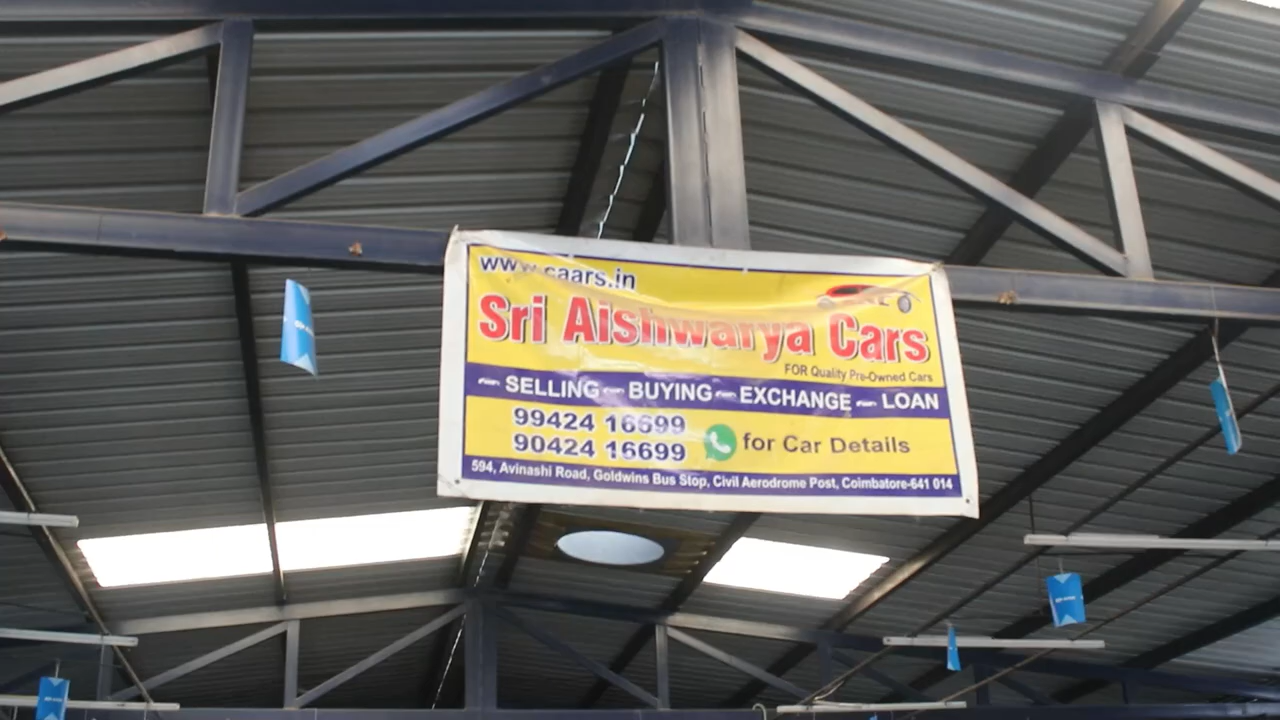 www.caars.in
Sri Aishwarya Cars
FOR Quality Pre-Owned Cars
SELLING BUYING EXCHANGE LOAN
99424 16699
90424 16699
for Car Details
594, Avinashi Road, Goldwins Bus Stop, Civil Aerodrome Post, Coimbatore-641 014